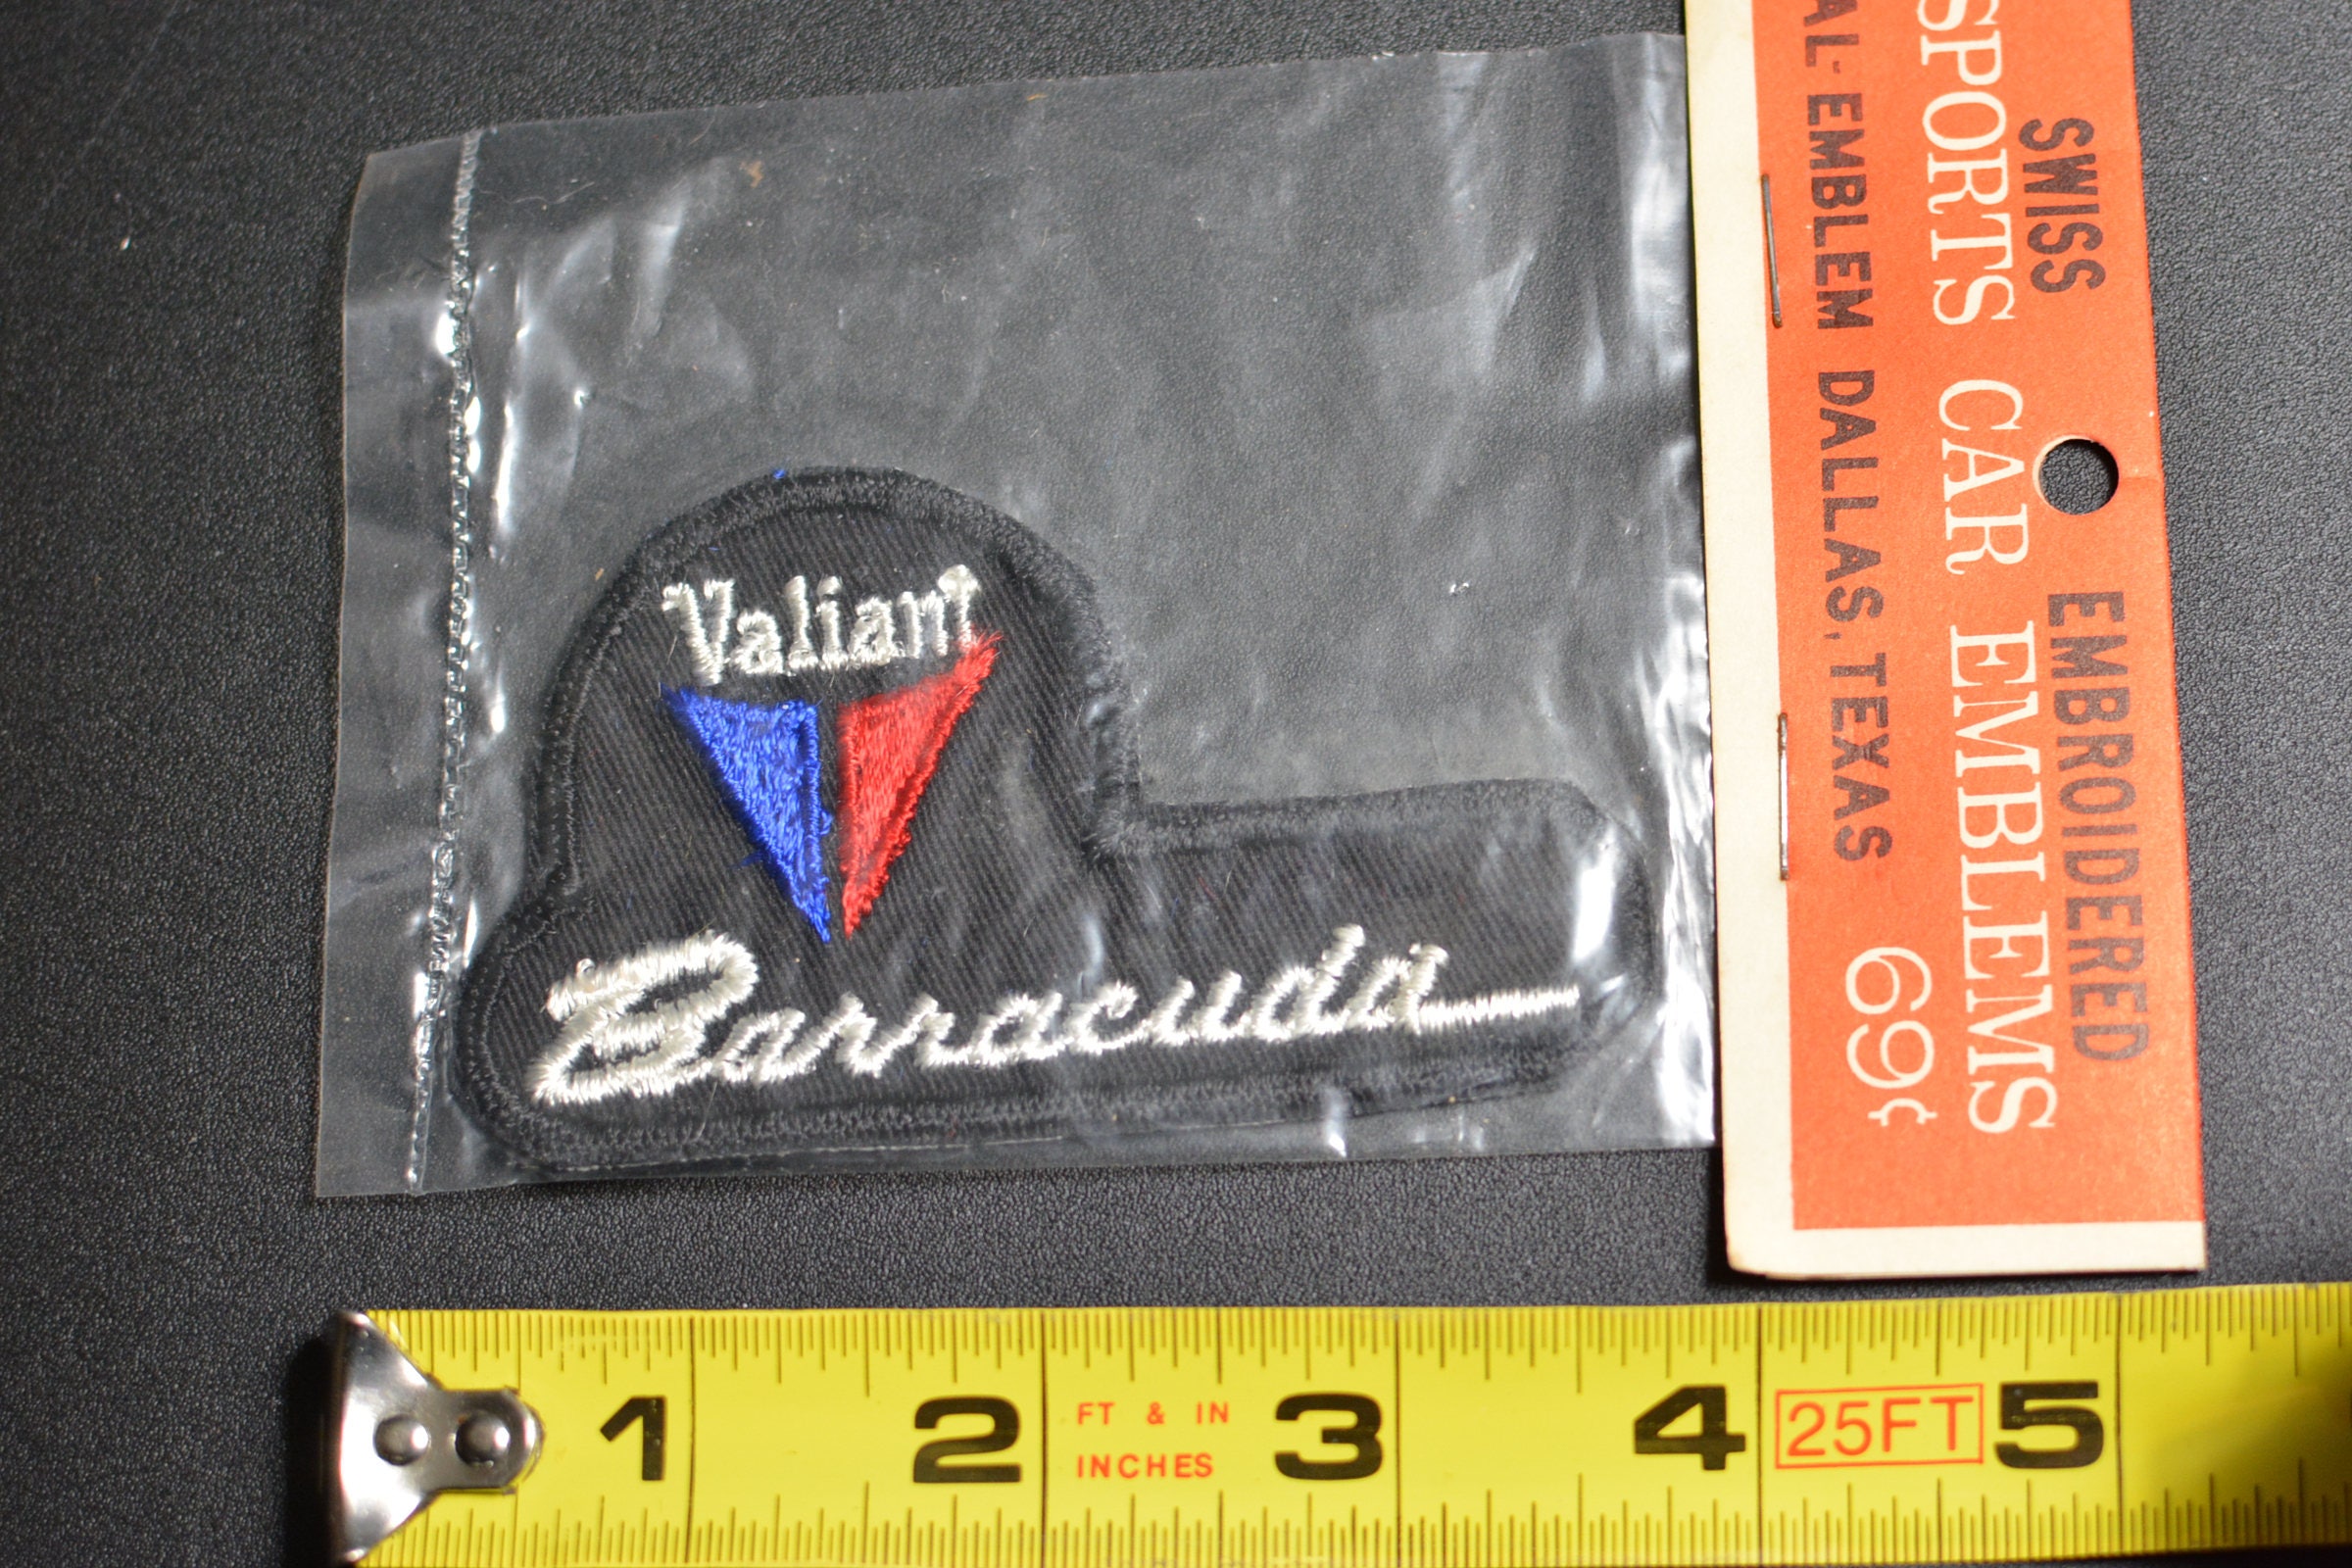 Valiant
Barracuda
SWISS EMBROIDERED
SPORTS CAR EMBLEMS
AL-EMBLEM DALLAS, TEXAS 69¢
1 2 FT & IN 3 4 25FT 5
INCHES